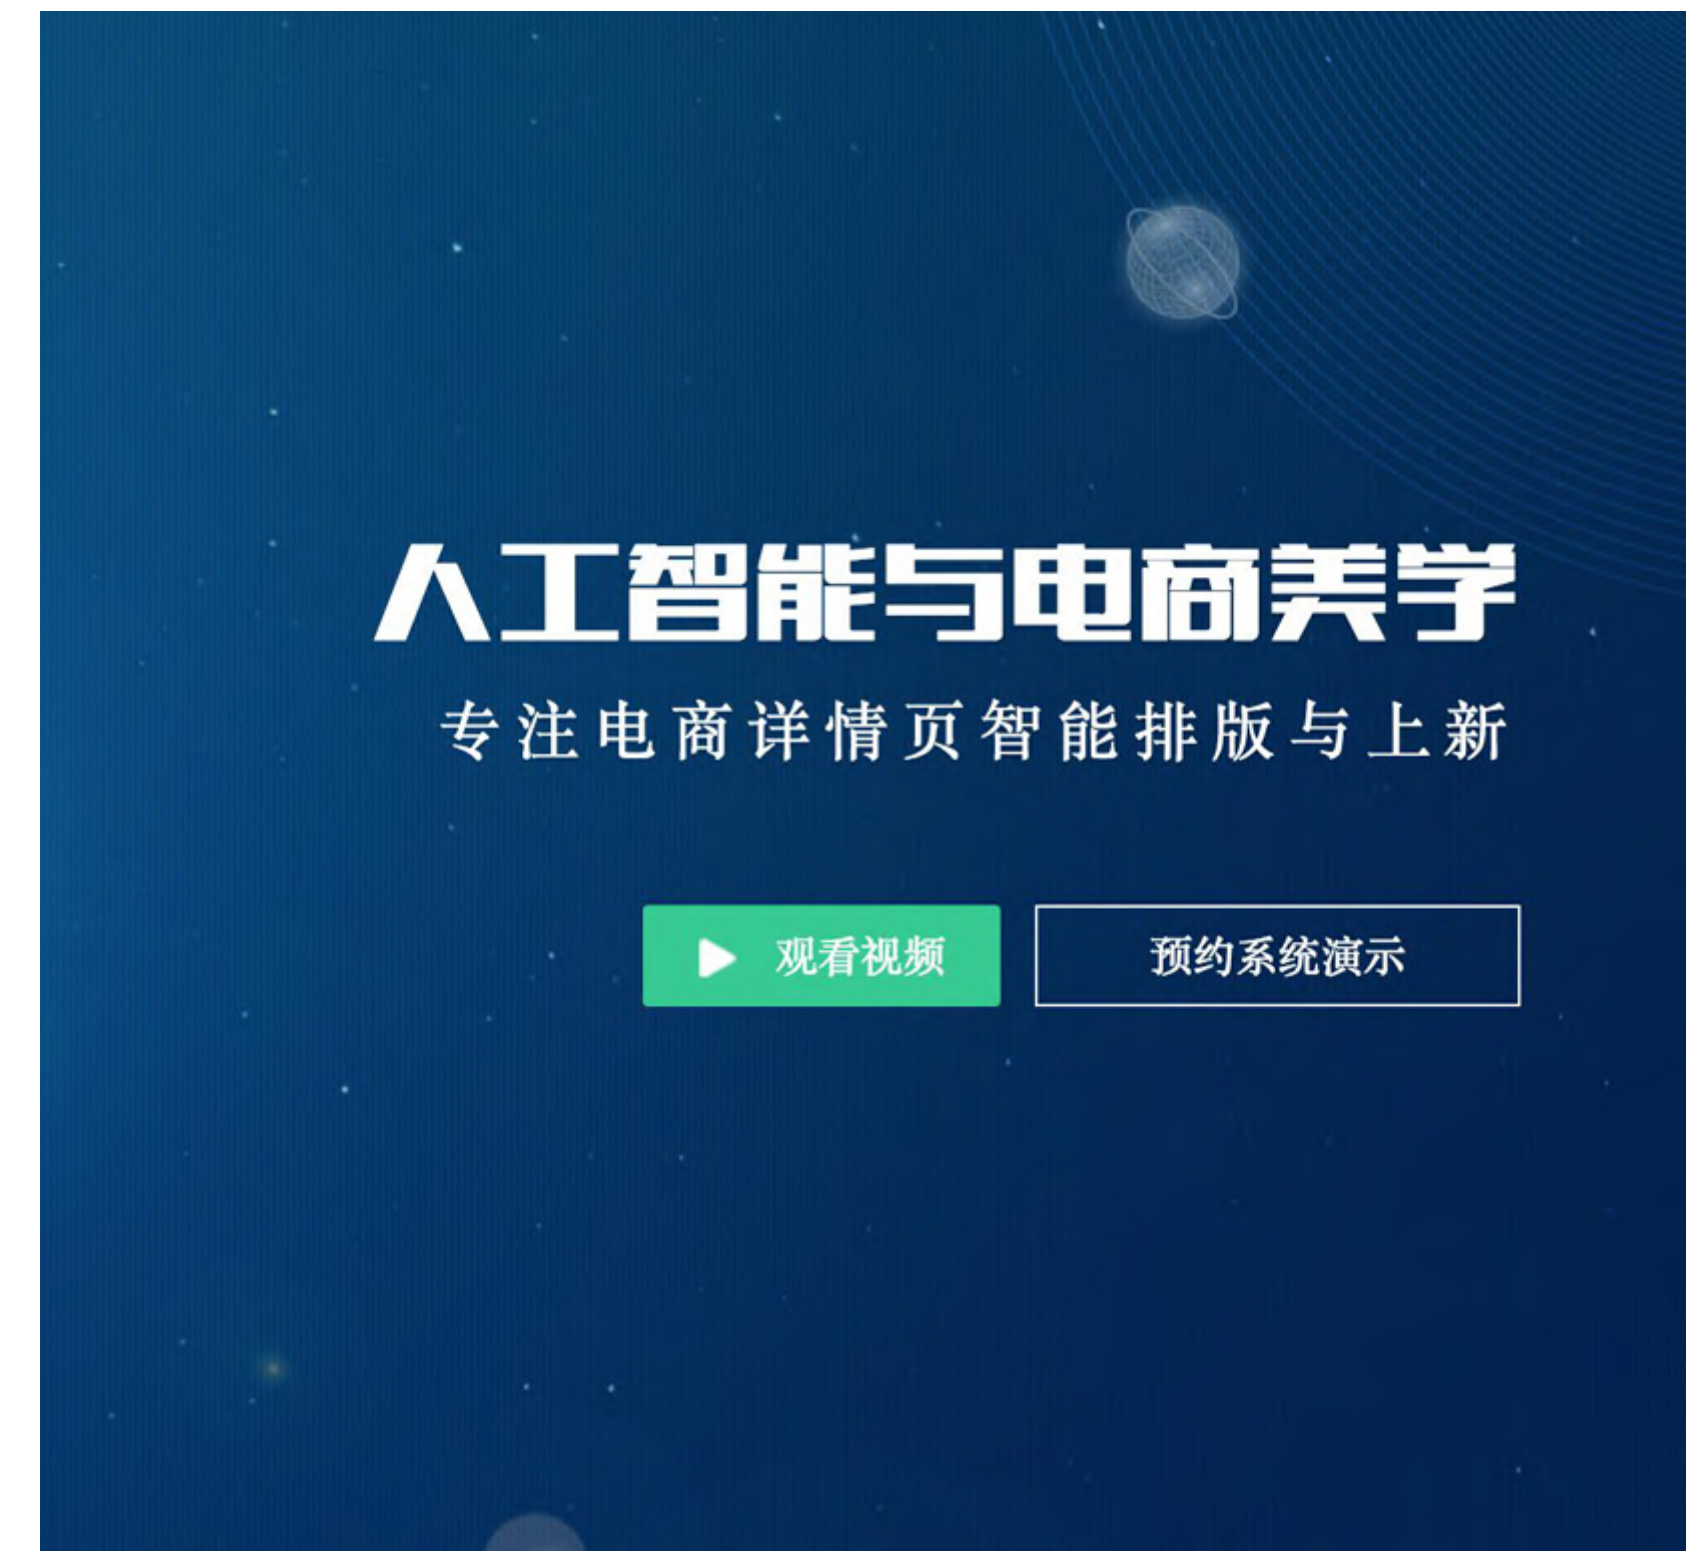 人工智能与电商美学
专注电商详情页智能排版与上新
观看视频
预约系统演示